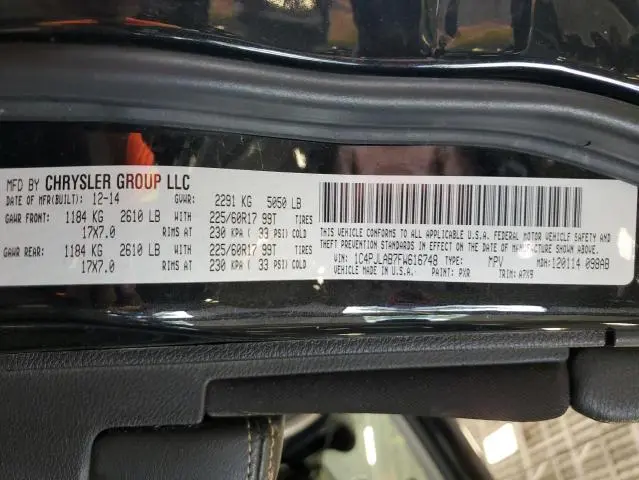 MFD BY CHRYSLER GROUP LLC
DATE OF MFR(BUILT): 12-14 GVWR: 2291 KG 5050 LB
GAWR FRONT: 1184 KG 2610 LB WITH 225/60R17 99T TIRES
17X7.0 RIMS AT 230 KPA ( 33 PSI) COLD
GAWR REAR: 1184 KG 2610 LB WITH 225/60R17 99T TIRES
17X7.0 RIMS AT 230 KPA ( 33 PSI) COLD
THIS VEHICLE CONFORMS TO ALL APPLICABLE U.S.A. FEDERAL MOTOR VEHICLE SAFETY AND
THEFT PREVENTION STANDARDS IN EFFECT ON THE DATE OF MANUFACTURE SHOWN ABOVE.
VIN: 1C4PJLAB7FW616748 TYPE: MPV MDH: 120114 098AB
MADE IN U.S.A. PAINT: PXR TRIM: A7X9